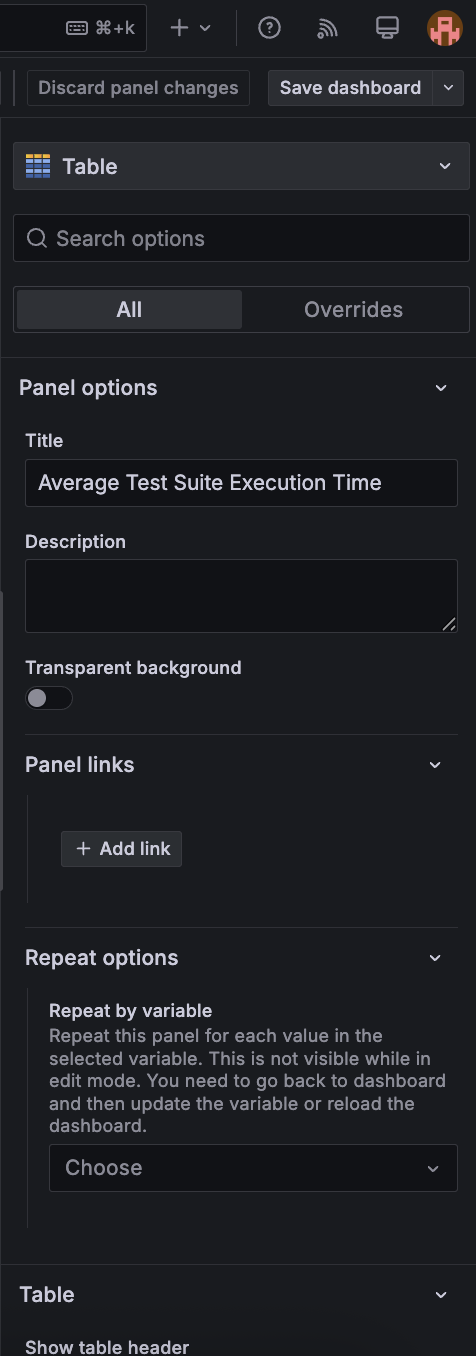 ⌘+k
Discard panel changes
Save dashboard
Table
Search options
All
Overrides
Panel options
Title
Average Test Suite Execution Time
Description
Transparent background
Panel links
+ Add link
Repeat options
Repeat by variable
Repeat this panel for each value in the
selected variable. This is not visible while in
edit mode. You need to go back to dashboard
and then update the variable or reload the
dashboard.
Choose
Table
Show table header